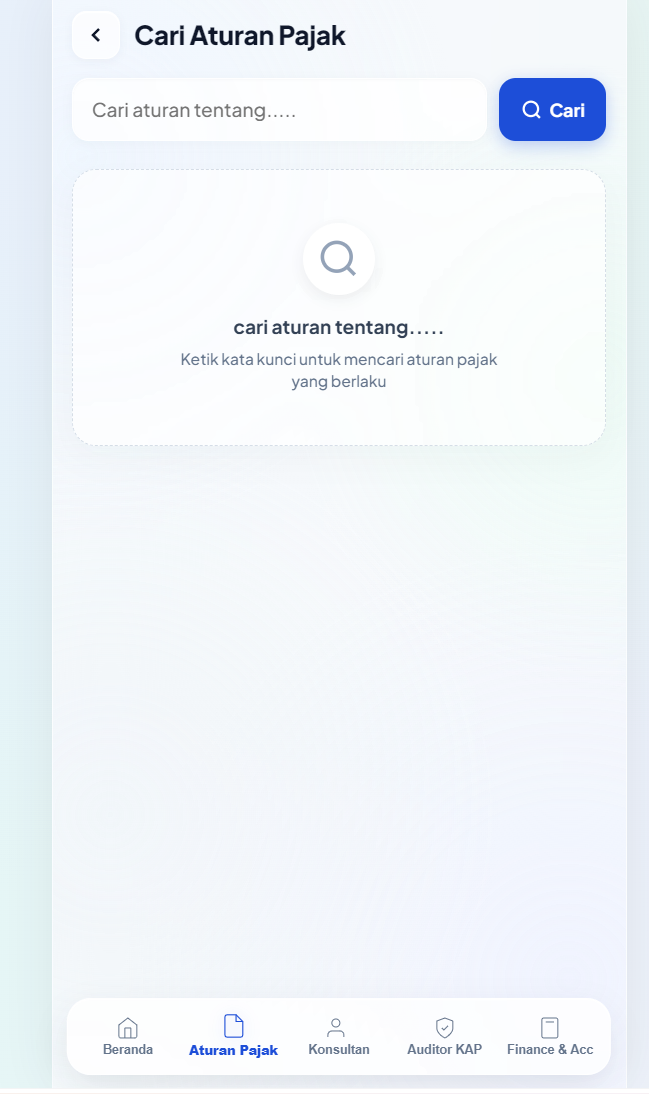 Cari Aturan Pajak
Cari aturan tentang.....
Cari
cari aturan tentang.....
Ketik kata kunci untuk mencari aturan pajak
yang berlaku
Beranda
Aturan Pajak
Konsultan
Auditor KAP
Finance & Acc